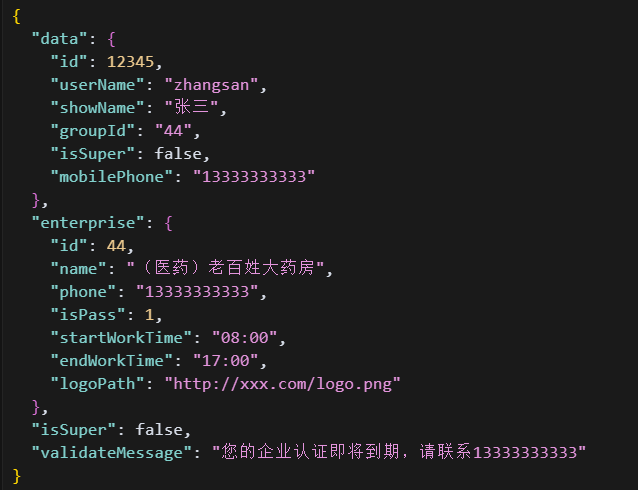 {
  "data": {
    "id": 12345,
    "userName": "zhangsan",
    "showName": "张三",
    "groupId": "44",
    "isSuper": false,
    "mobilePhone": "13333333333"
  },
  "enterprise": {
    "id": 44,
    "name": "（医药）老百姓大药房",
    "phone": "13333333333",
    "isPass": 1,
    "startWorkTime": "08:00",
    "endWorkTime": "17:00",
    "logoPath": "http://xxx.com/logo.png"
  },
  "isSuper": false,
  "validateMessage": "您的企业认证即将到期，请联系13333333333"
}